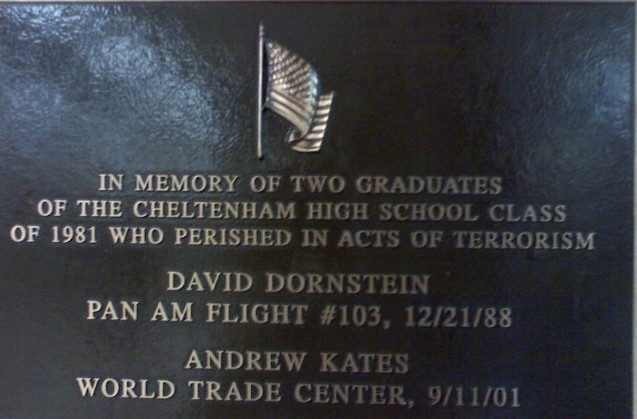 IN MEMORY OF TWO GRADUATES
OF THE CHELTENHAM HIGH SCHOOL CLASS
OF 1981 WHO PERISHED IN ACTS OF TERRORISM
DAVID DORNSTEIN
PAN AM FLIGHT #103, 12/21/88
ANDREW KATES
WORLD TRADE CENTER, 9/11/01